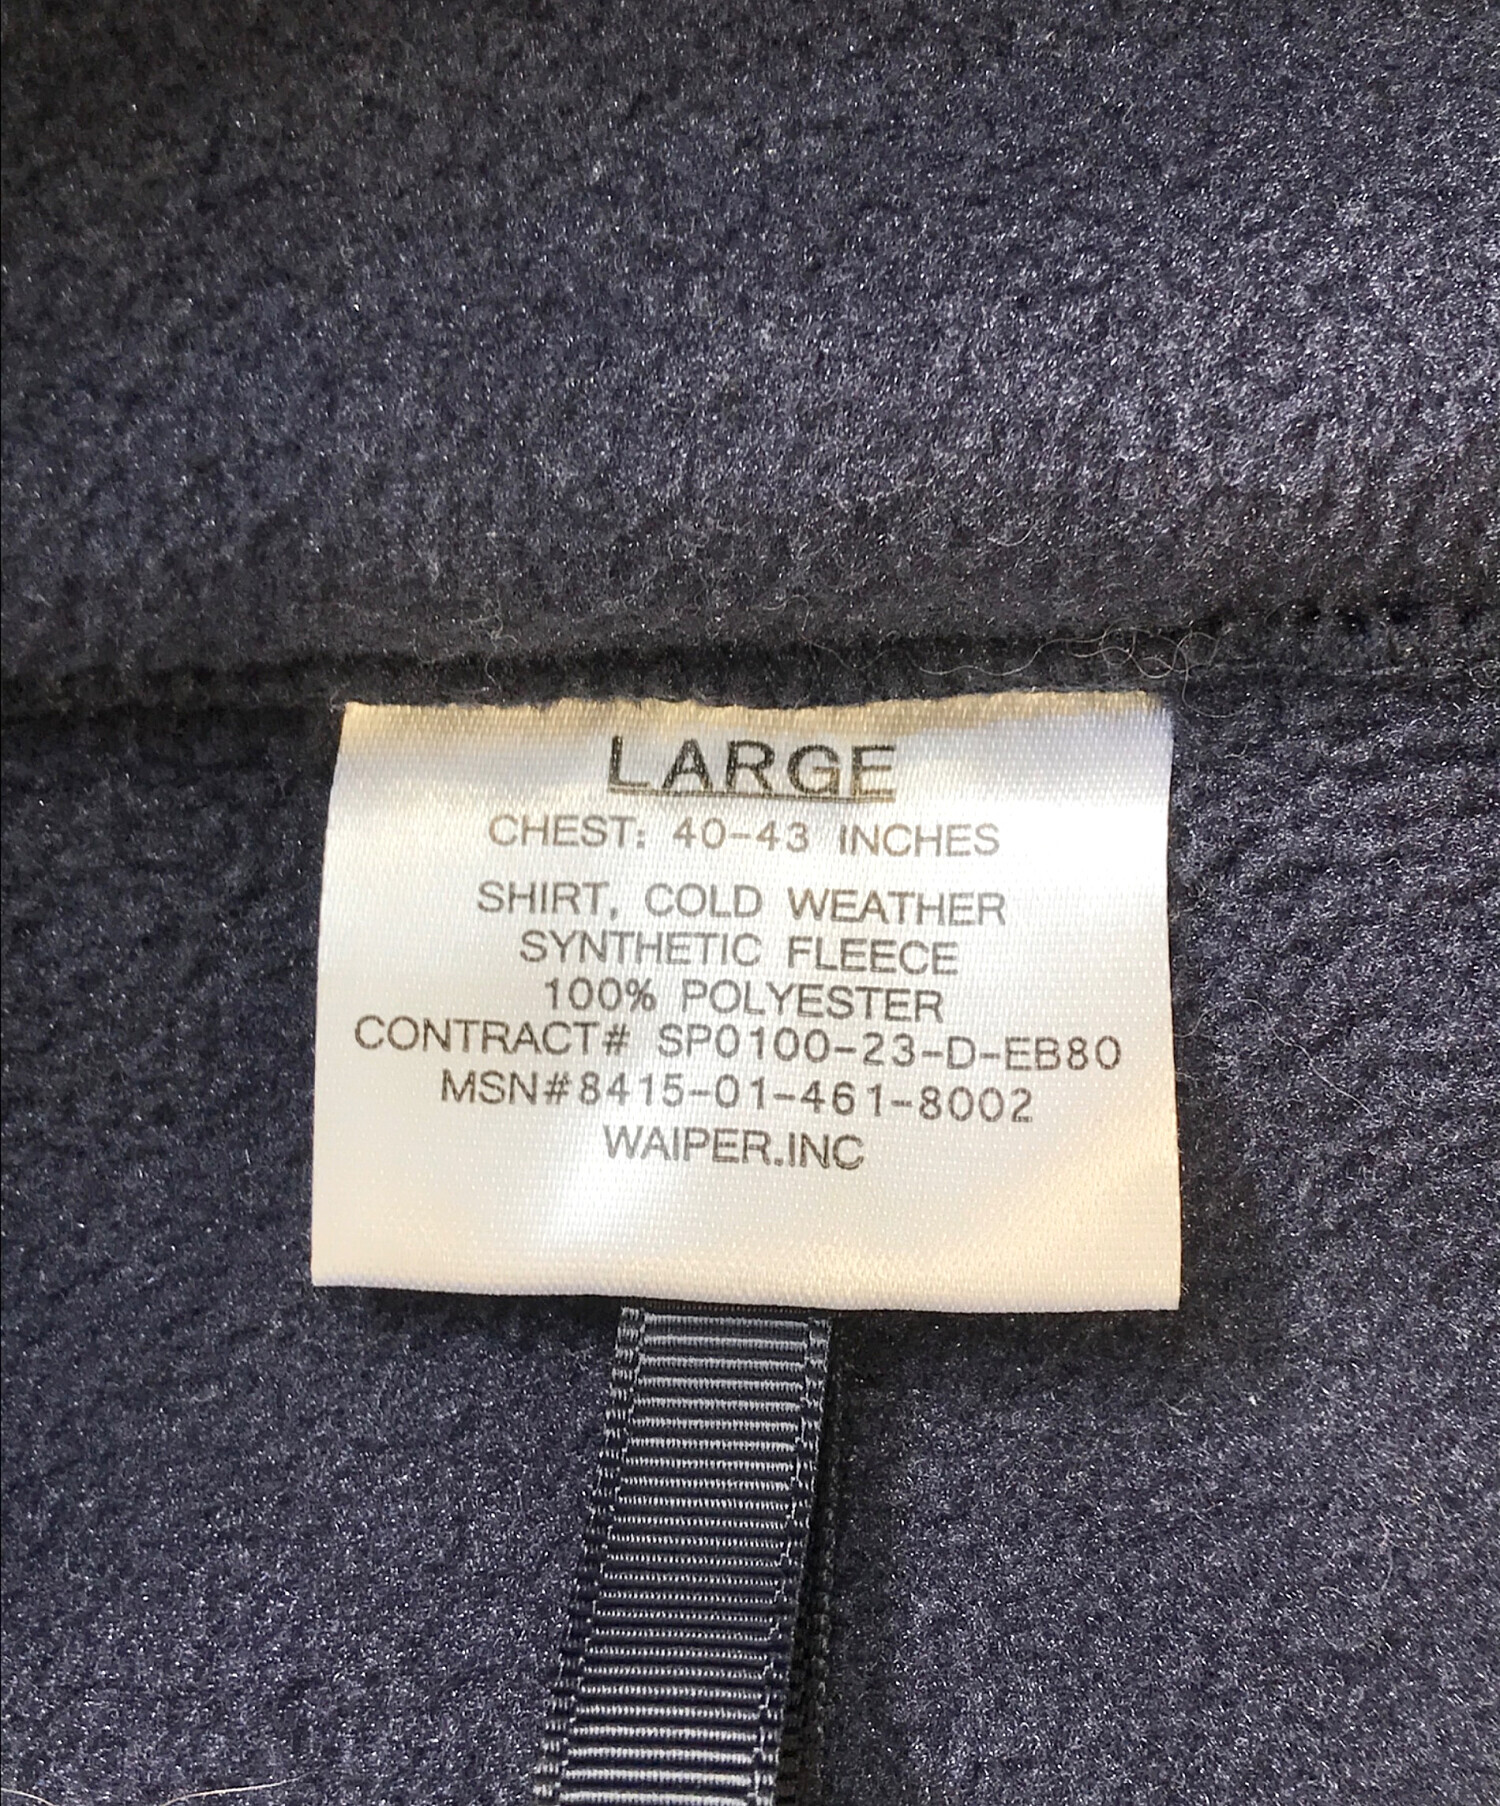 LARGE
CHEST: 40-43 INCHES
SHIRT, COLD WEATHER
SYNTHETIC FLEECE
100% POLYESTER
CONTRACT# SP0100-23-D-EB80
MSN#8415-01-461-8002
WAIPER.INC